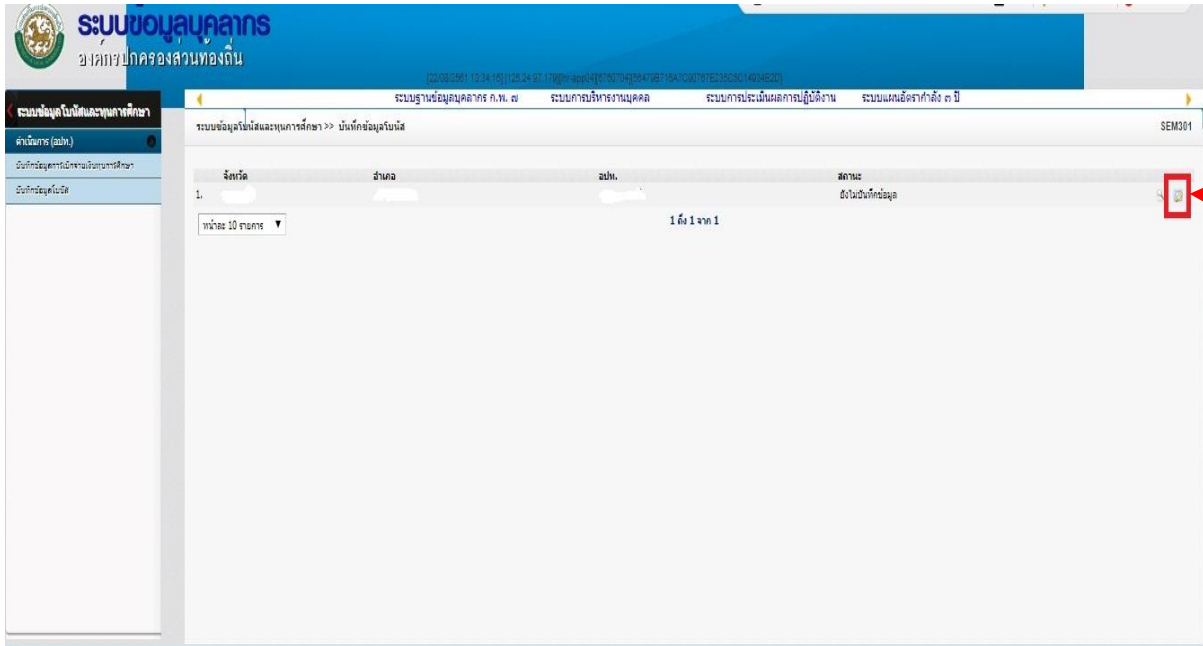 ระบบข้อมูลบุคลากร
องค์กรปกครองส่วนท้องถิ่น
ระบบฐานข้อมูลบุคลากร ก.พ. ๗ ระบบการบริหารงานบุคคล ระบบการประเมินผลการปฏิบัติงาน ระบบแผนอัตรากำลัง ๓ ปี
ระบบข้อมูลโบนัสและทุนการศึกษา
ดำเนินการ (อปท.)
บันทึกข้อมูลการเบิกจ่ายเงินทุนการศึกษา
บันทึกข้อมูลโบนัส
ระบบข้อมูลโบนัสและทุนการศึกษา >> บันทึกข้อมูลโบนัส SEM301
จังหวัด อำเภอ อปท. สถานะ
1. ยังไม่บันทึกข้อมูล
หน้าละ 10 รายการ ▼ 1 ถึง 1 จาก 1